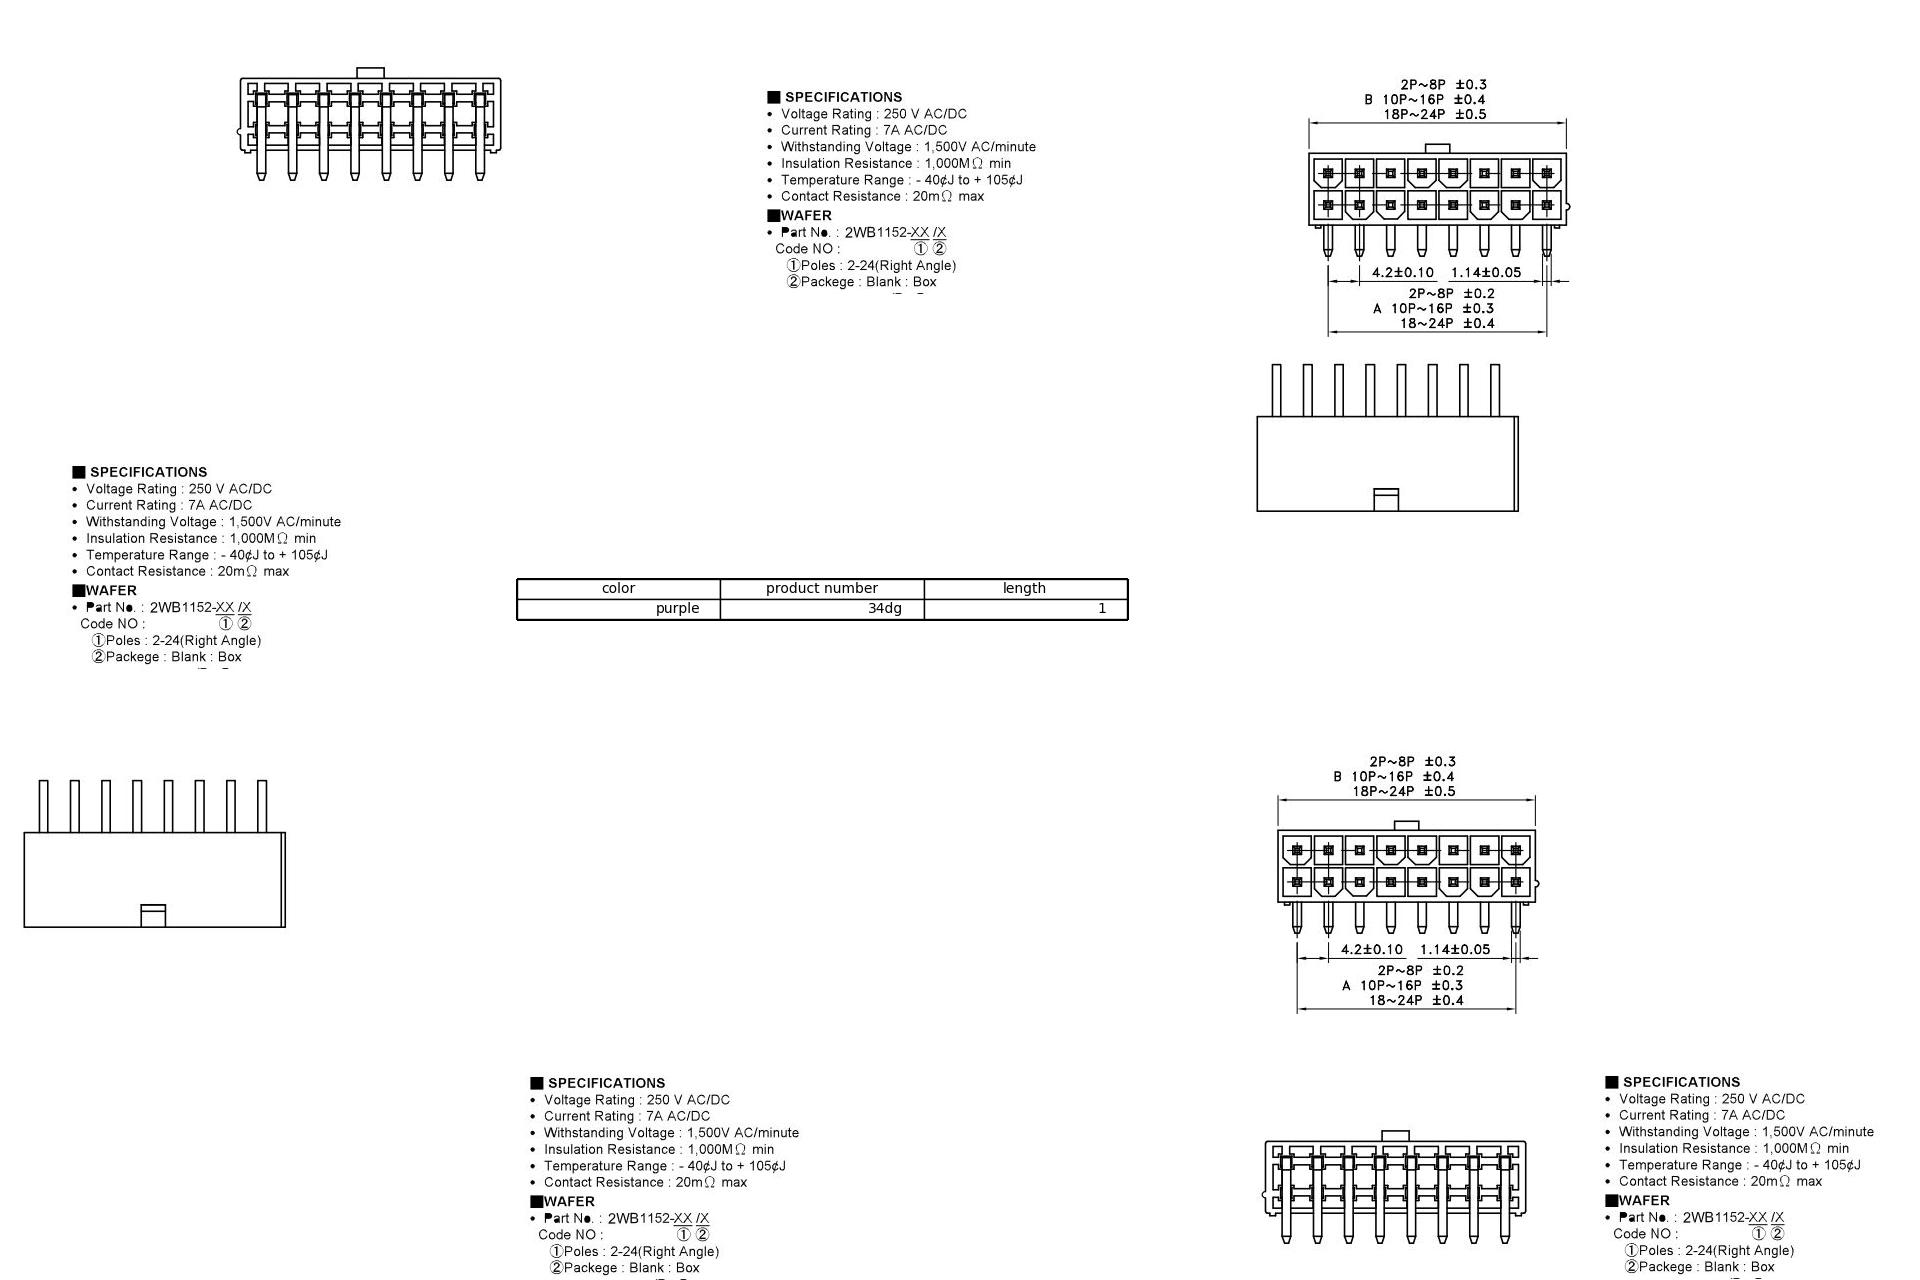 ■ SPECIFICATIONS
• Voltage Rating : 250 V AC/DC
• Current Rating : 7A AC/DC
• Withstanding Voltage : 1,500V AC/minute
• Insulation Resistance : 1,000MΩ min
• Temperature Range : - 40¢J to + 105¢J
• Contact Resistance : 20mΩ max
■WAFER
• Part No. : 2WB1152-XX /X
Code NO : ① ②
①Poles : 2-24(Right Angle)
②Packege : Blank : Box
2P~8P ±0.3
B 10P~16P ±0.4
18P~24P ±0.5
4.2±0.10 1.14±0.05
2P~8P ±0.2
A 10P~16P ±0.3
18~24P ±0.4
■ SPECIFICATIONS
• Voltage Rating : 250 V AC/DC
• Current Rating : 7A AC/DC
• Withstanding Voltage : 1,500V AC/minute
• Insulation Resistance : 1,000MΩ min
• Temperature Range : - 40¢J to + 105¢J
• Contact Resistance : 20mΩ max
■WAFER
• Part No. : 2WB1152-XX /X
Code NO : ① ②
①Poles : 2-24(Right Angle)
②Packege : Blank : Box
color product number length
purple 34dg 1
2P~8P ±0.3
B 10P~16P ±0.4
18P~24P ±0.5
4.2±0.10 1.14±0.05
2P~8P ±0.2
A 10P~16P ±0.3
18~24P ±0.4
■ SPECIFICATIONS
• Voltage Rating : 250 V AC/DC
• Current Rating : 7A AC/DC
• Withstanding Voltage : 1,500V AC/minute
• Insulation Resistance : 1,000MΩ min
• Temperature Range : - 40¢J to + 105¢J
• Contact Resistance : 20mΩ max
■WAFER
• Part No. : 2WB1152-XX /X
Code NO : ① ②
①Poles : 2-24(Right Angle)
②Packege : Blank : Box
■ SPECIFICATIONS
• Voltage Rating : 250 V AC/DC
• Current Rating : 7A AC/DC
• Withstanding Voltage : 1,500V AC/minute
• Insulation Resistance : 1,000MΩ min
• Temperature Range : - 40¢J to + 105¢J
• Contact Resistance : 20mΩ max
■WAFER
• Part No. : 2WB1152-XX /X
Code NO : ① ②
①Poles : 2-24(Right Angle)
②Packege : Blank : Box